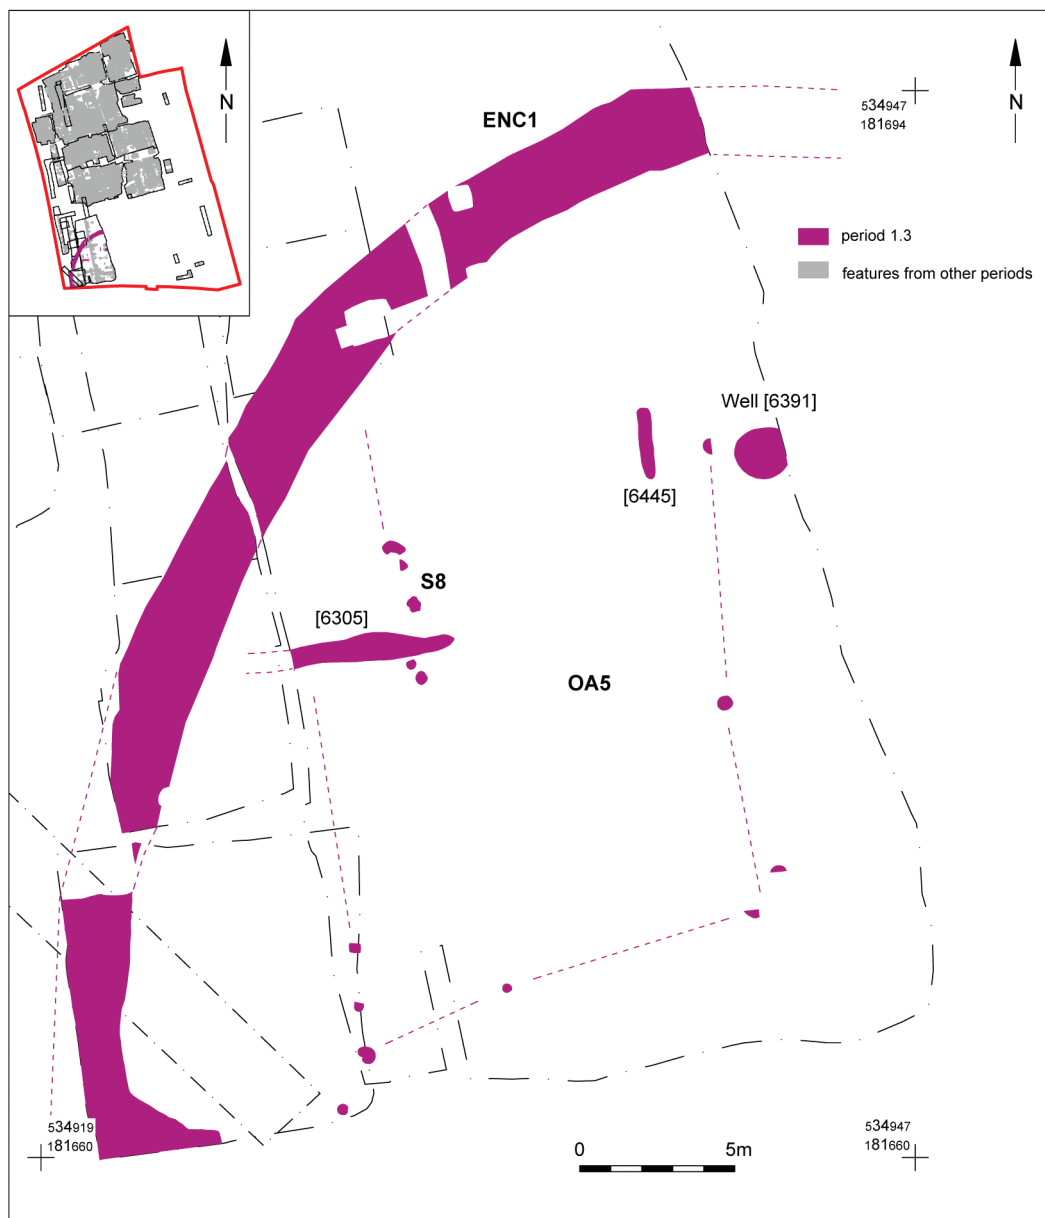 N
ENC1
534947
181694
N
period 1.3
features from other periods
Well [6391]
[6445]
S8
[6305]
OA5
534919
181660
0
5m
534947
181660